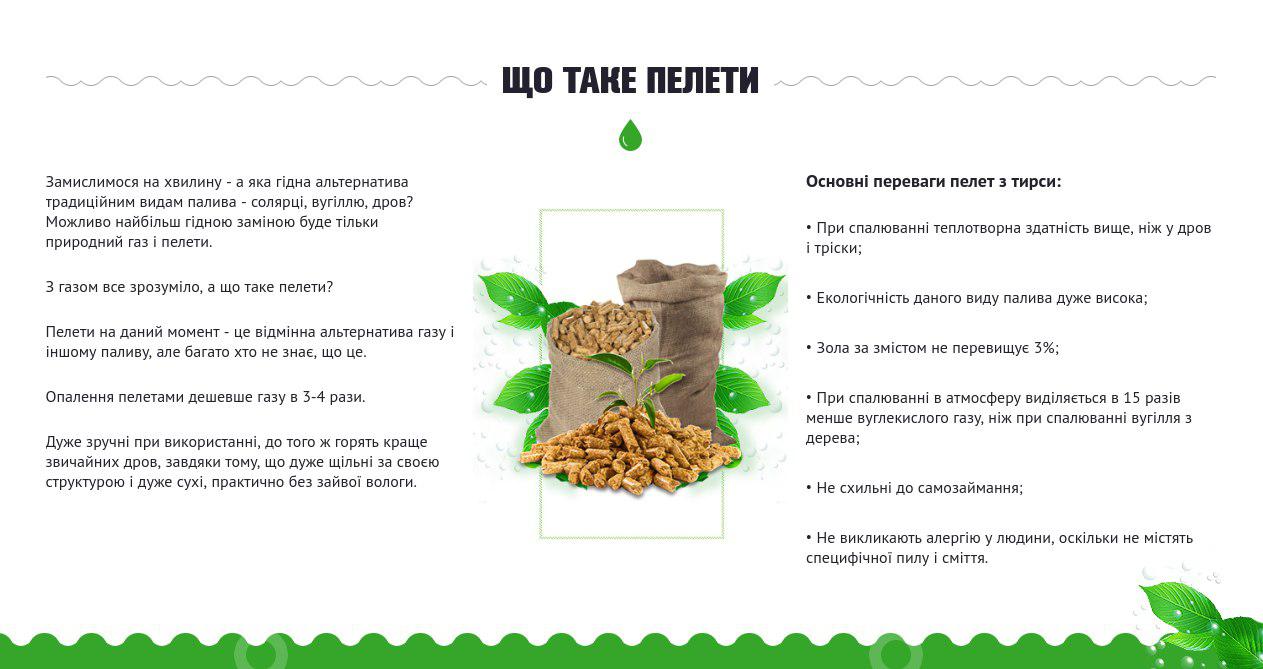 ЩО ТАКЕ ПЕЛЕТИ
Замислимося на хвилину - а яка гідна альтернатива
традиційним видам палива - солярці, вугіллю, дров?
Можливо найбільш гідною заміною буде тільки
природний газ і пелети.
З газом все зрозуміло, а що таке пелети?
Пелети на даний момент - це відмінна альтернатива газу і
іншому паливу, але багато хто не знає, що це.
Опалення пелетами дешевше газу в 3-4 рази.
Дуже зручні при використанні, до того ж горять краще
звичайних дров, завдяки тому, що дуже щільні за своєю
структурою і дуже сухі, практично без зайвої вологи.
Основні переваги пелет з тирси:
• При спалюванні теплотворна здатність вище, ніж у дров
і тріски;
• Екологічність даного виду палива дуже висока;
• Зола за змістом не перевищує 3%;
• При спалюванні в атмосферу виділяється в 15 разів
менше вуглекислого газу, ніж при спалюванні вугілля з
дерева;
• Не схильні до самозаймання;
• Не викликають алергію у людини, оскільки не містять
специфічної пилу і сміття.